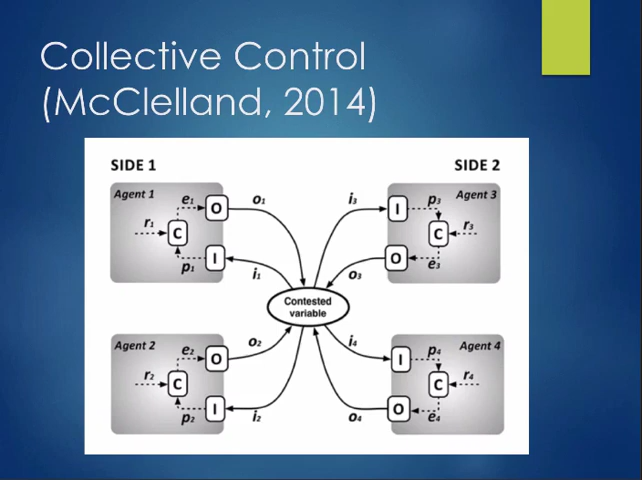 Collective Control
(McClelland, 2014)
SIDE 1
SIDE 2
Agent 1
e1
O
o1
r1
C
p1
I
i1
i3
I
p3
Agent 3
C
r3
O
e3
o3
Contested
variable
Agent 2
e2
O
o2
r2
C
p2
I
i2
i4
I
p4
Agent 4
C
r4
O
e4
o4